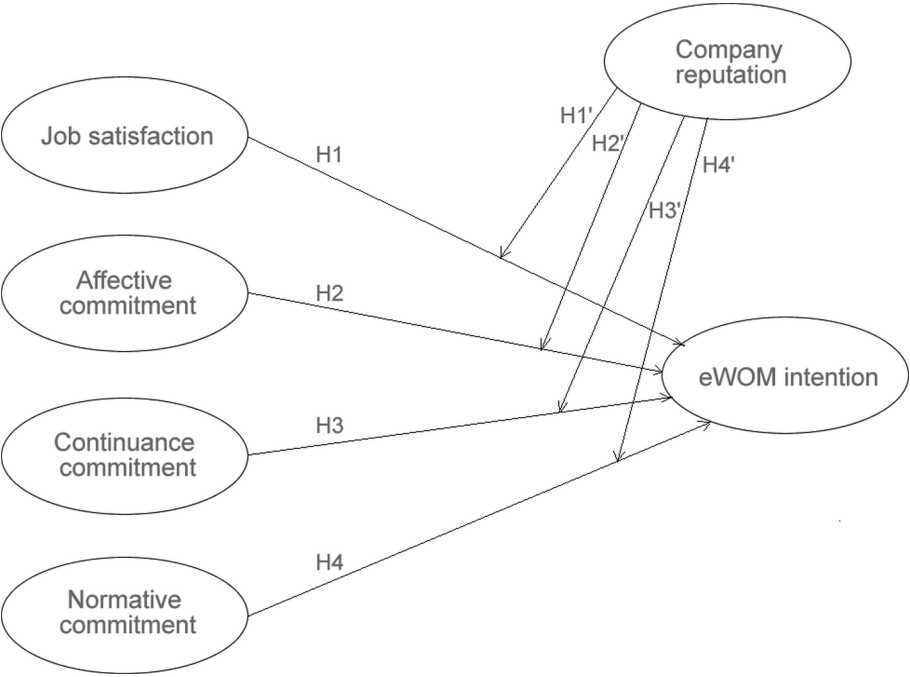 Company
reputation
Job satisfaction
H1
H1'
H2'
H4'
H3'
Affective
commitment
H2
eWOM intention
Continuance
commitment
H3
Normative
commitment
H4